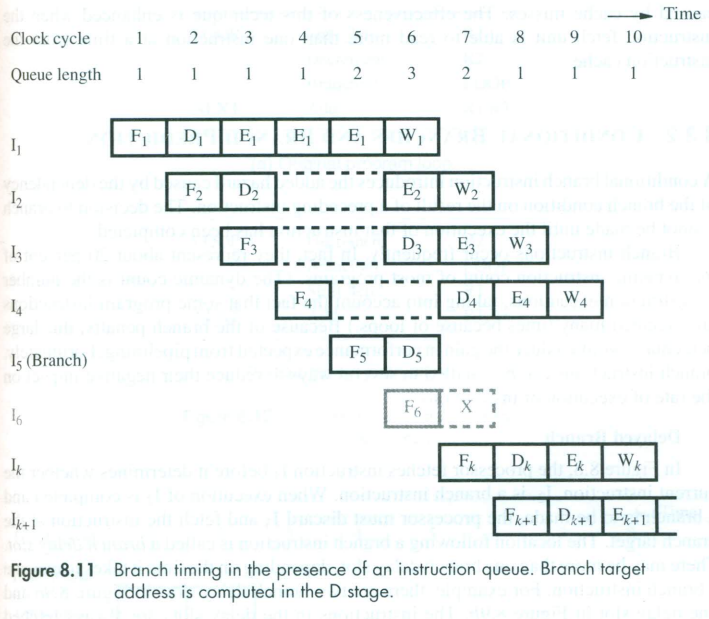 Time
Clock cycle 1 2 3 4 5 6 7 8 9 10
Queue length 1 1 1 1 2 3 2 1 1 1
I1 F1 D1 E1 E1 E1 W1
I2 F2 D2 E2 W2
I3 F3 D3 E3 W3
I4 F4 D4 E4 W4
I5 (Branch) F5 D5
I6 F6 X
Ik Fk Dk Ek Wk
Ik+1 Fk+1 Dk+1 Ek+1
Figure 8.11 Branch timing in the presence of an instruction queue. Branch target
address is computed in the D stage.